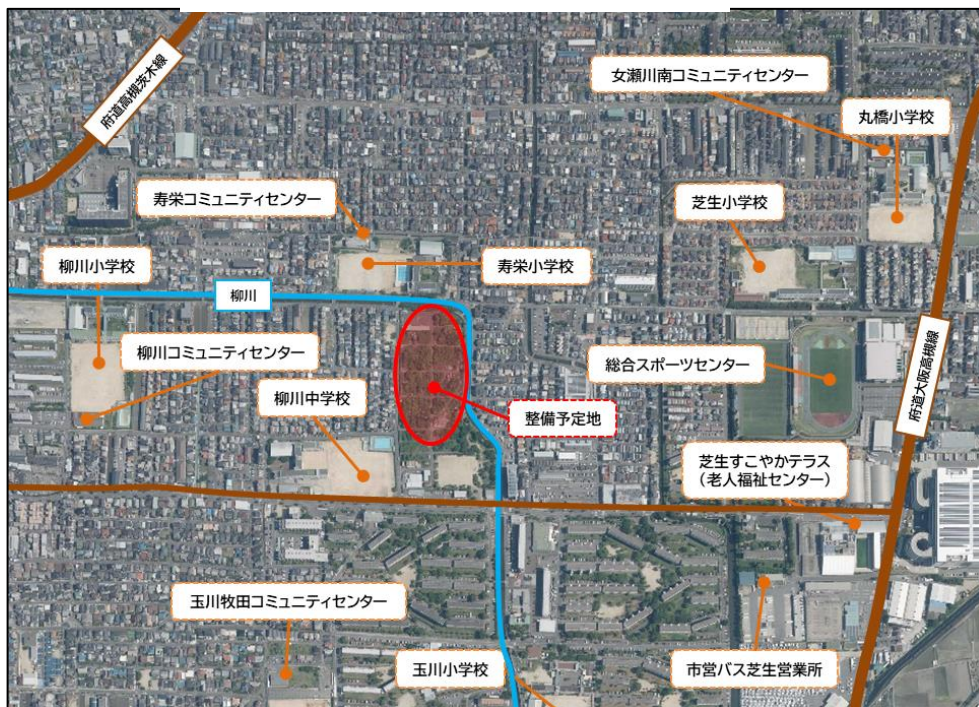 府道高槻茨木線
女瀬川南コミュニティセンター
丸橋小学校
寿栄コミュニティセンター
芝生小学校
柳川小学校
寿栄小学校
柳川
柳川コミュニティセンター
総合スポーツセンター
府道大阪高槻線
柳川中学校
整備予定地
芝生すこやかテラス
(老人福祉センター)
玉川牧田コミュニティセンター
玉川小学校
市営バス芝生営業所